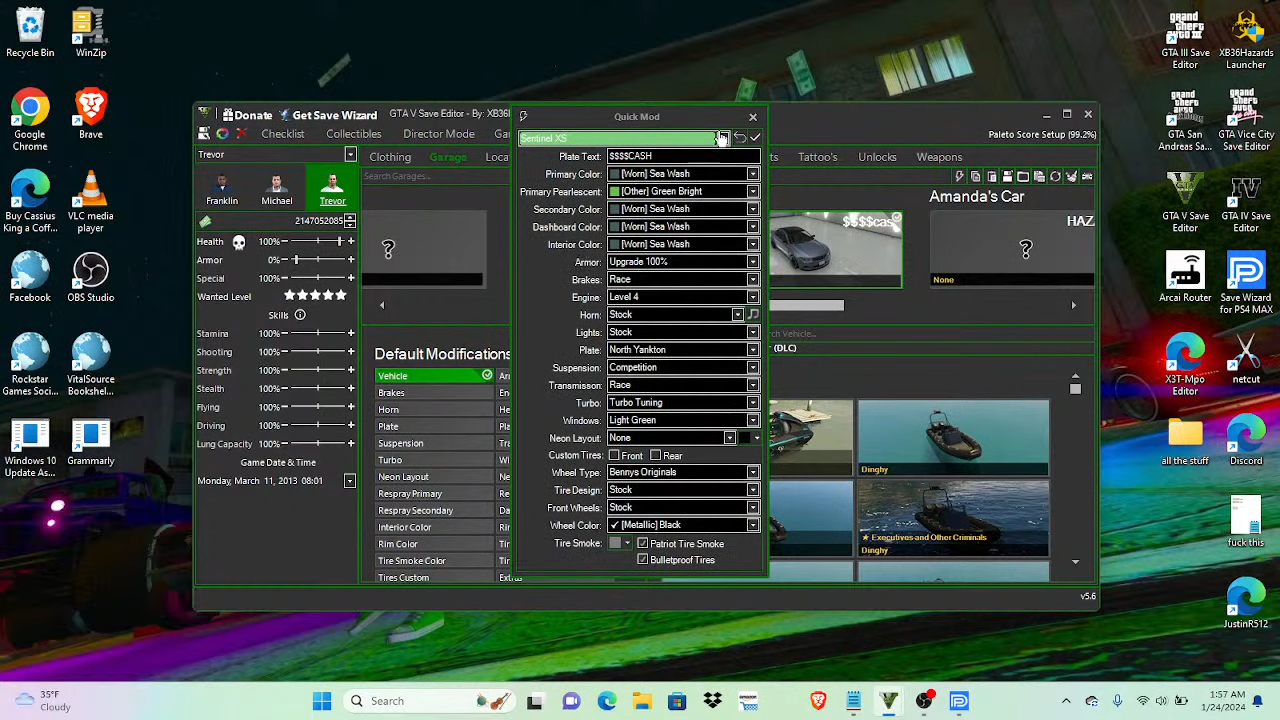 Recycle Bin
WinZip
Google Chrome
Brave
Buy Cassius King a Coff...
VLC media player
Facebook
OBS Studio
Rockstar Games Soci...
VitalSource Bookshel...
Windows 10 Update As...
Grammarly
GTA III Save Editor
XB36Hazards Launcher
GTA San Andreas Sa...
GTA Vice City Save Editor
GTA V Save Editor
GTA IV Save Editor
Arcai Router
Save Wizard for PS4 MAX
X3T-Mpo Editor
netcut
all the stuff
Discord
fuck this
JustinR512
Donate
Get Save Wizard
GTA V Save Editor - By XB36
Checklist
Collectibles
Director Mode
Ga
Paleto Score Setup (99.2%)
Trevor
Clothing
Garage
Loca
ts
Tattoo's
Unlocks
Weapons
Franklin
Michael
Trevor
Search Garages...
2147052085
Health 100%
Armor 0%
Special 100%
Wanted Level
Skills
Stamina 100%
Shooting 100%
Strength 100%
Stealth 100%
Flying 100%
Driving 100%
Lung Capacity 100%
Game Date & Time
Monday, March 11, 2013 08:01
$$$$cas
Amanda's Car
HAZ
None
Default Modifications
Vehicle
Brakes
Horn
Plate
Suspension
Turbo
Neon Layout
Respray Primary
Respray Secondary
Interior Color
Rim Color
Tire Smoke Color
Tires Custom
Quick Mod
Sentinel XS
Plate Text: $$$$CASH
Primary Color: [Worn] Sea Wash
Primary Pearlescent: [Other] Green Bright
Secondary Color: [Worn] Sea Wash
Dashboard Color: [Worn] Sea Wash
Interior Color: [Worn] Sea Wash
Armor: Upgrade 100%
Brakes: Race
Engine: Level 4
Horn: Stock
Lights: Stock
Plate: North Yankton
Suspension: Competition
Transmission: Race
Turbo: Turbo Tuning
Windows: Light Green
Neon Layout: None
Custom Tires: Front Rear
Wheel Type: Bennys Originals
Tire Design: Stock
Front Wheels: Stock
Wheel Color: ✓ [Metallic] Black
Tire Smoke: Patriot Tire Smoke
Bulletproof Tires
rch Vehicle...
(DLC)
Dinghy
Executives and Other Criminals
Dinghy
v5.6
35°F
Cloudy
Search
1:57 AM
1/24/2024